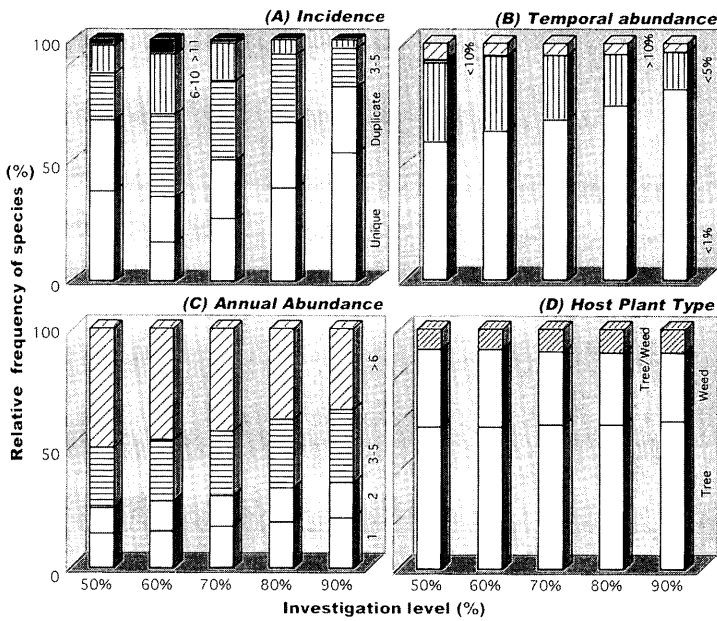 (A) Incidence
(B) Temporal abundance
100
50
0
(%)
Relative frequency of species
6-10 >11
3-5
Duplicate
Unique
<10%
>10%
<5%
<1%
(C) Annual Abundance
(D) Host Plant Type
100
50
0
>6
3-5
2
1
Tree/Weed
Weed
Tree
50% 60% 70% 80% 90%
50% 60% 70% 80% 90%
Investigation level (%)